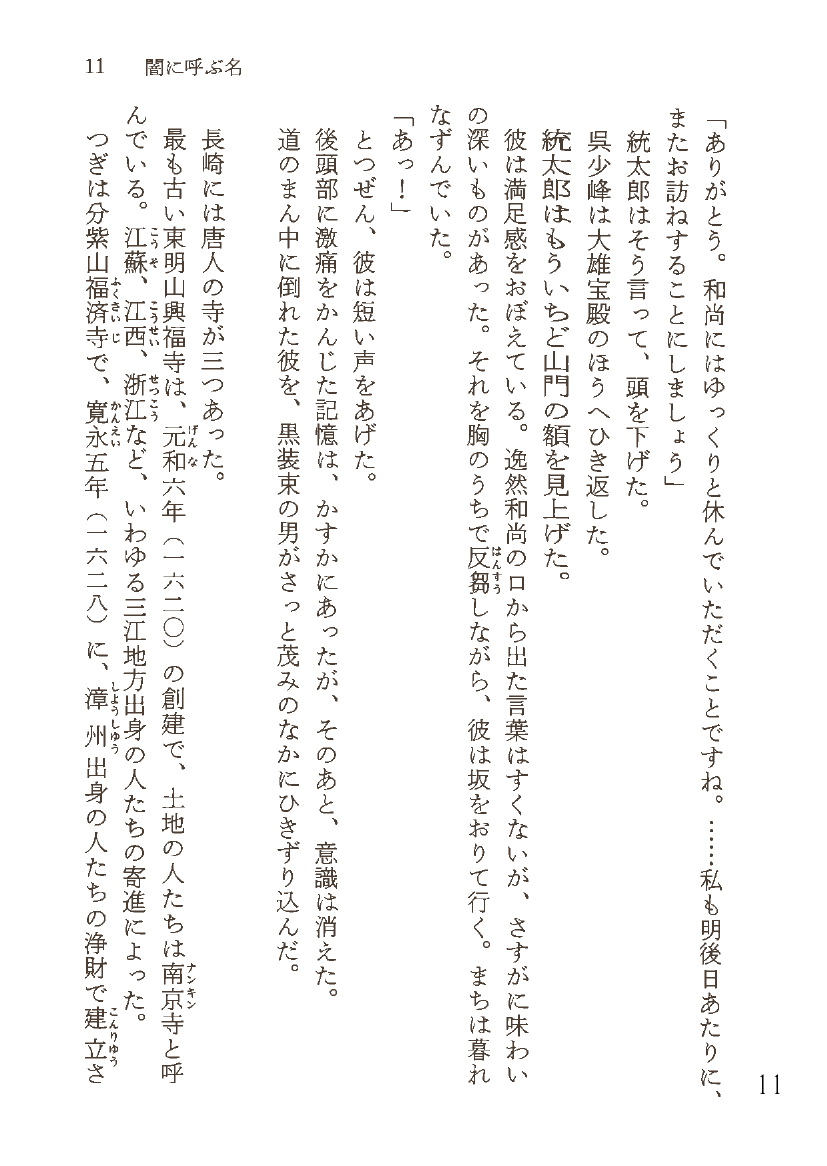 11 闇に呼ぶ名
「ありがとう。和尚にはゆっくりと休んでいただくことですね。……私も明後日あたりに、
またお訪ねすることにしましょう」
統太郎はそう言って、頭を下げた。
呉少峰は大雄宝殿のほうへひき返した。
統太郎はもういちど山門の額を見上げた。
彼は満足感をおぼえている。逸然和尚の口から出た言葉はすくないが、さすがに味わい
の深いものがあった。それを胸のうちで反芻しながら、彼は坂をおりて行く。まちは暮れ
なずんでいた。
「あっ！」
とつぜん、彼は短い声をあげた。
後頭部に激痛をかんじた記憶は、かすかにあったが、そのあと、意識は消えた。
道のまん中に倒れた彼を、黒装束の男がさっと茂みのなかにひきずり込んだ。
長崎には唐人の寺が三つあった。
最も古い東明山興福寺は、元和六年（一六二〇）の創建で、土地の人たちは南京寺と呼
んでいる。江蘇、江西、浙江など、いわゆる三江地方出身の人たちの寄進によった。
つぎは分紫山福済寺で、寛永五年（一六二八）に、漳州出身の人たちの浄財で建立さ
11